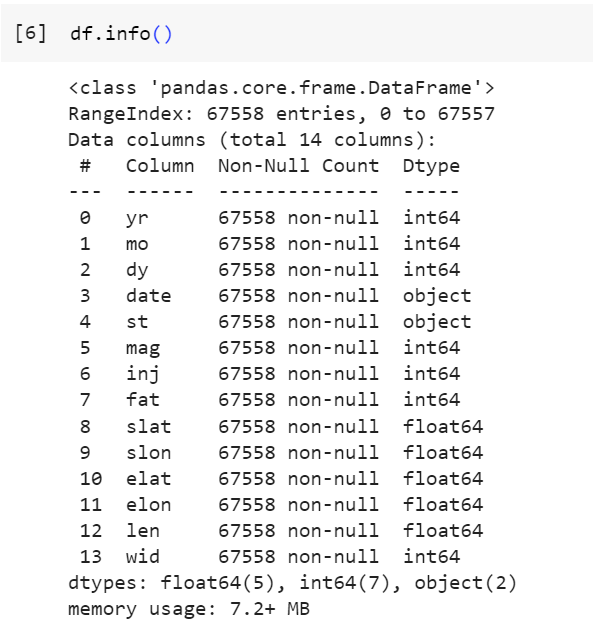 [6] df.info()
<class 'pandas.core.frame.DataFrame'>
RangeIndex: 67558 entries, 0 to 67557
Data columns (total 14 columns):
 #   Column  Non-Null Count  Dtype
---  ------  --------------  -----
 0   yr      67558 non-null  int64
 1   mo      67558 non-null  int64
 2   dy      67558 non-null  int64
 3   date    67558 non-null  object
 4   st      67558 non-null  object
 5   mag     67558 non-null  int64
 6   inj     67558 non-null  int64
 7   fat     67558 non-null  int64
 8   slat    67558 non-null  float64
 9   slon    67558 non-null  float64
 10  elat    67558 non-null  float64
 11  elon    67558 non-null  float64
 12  len     67558 non-null  float64
 13  wid     67558 non-null  int64
dtypes: float64(5), int64(7), object(2)
memory usage: 7.2+ MB